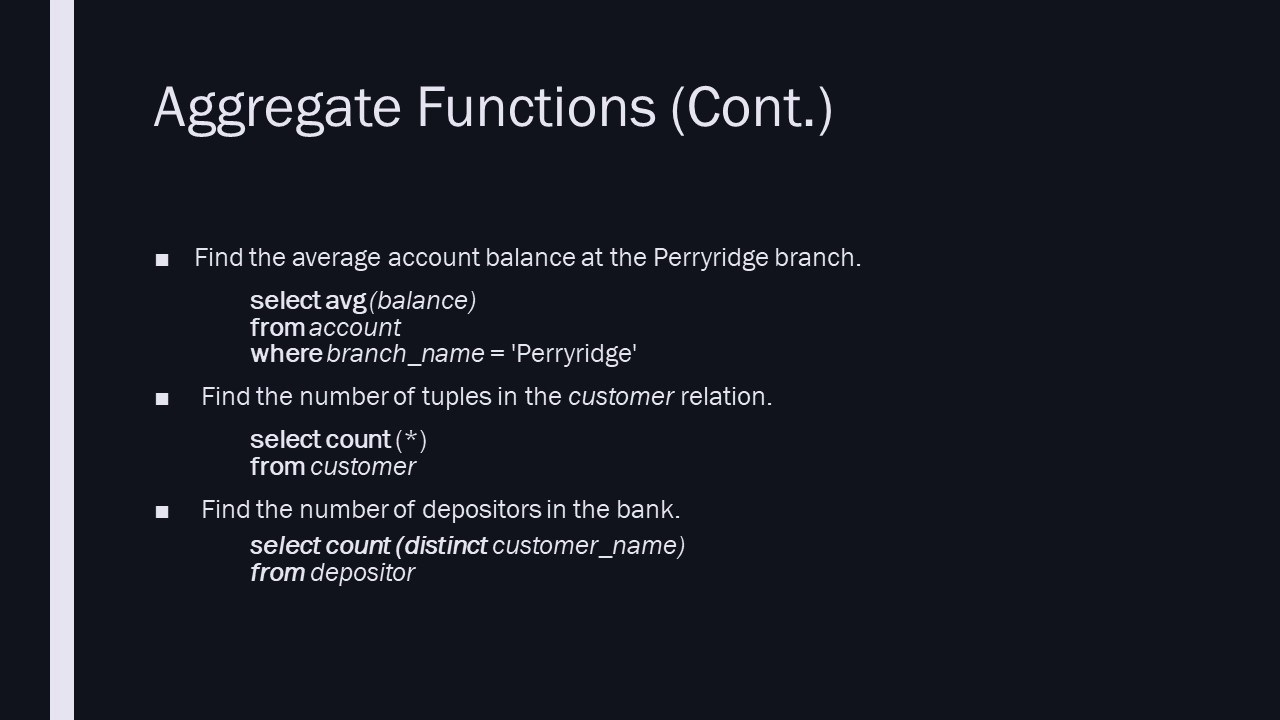 Aggregate Functions (Cont.)
▪ Find the average account balance at the Perryridge branch.
select avg (balance)
from account
where branch_name = 'Perryridge'
▪ Find the number of tuples in the customer relation.
select count (*)
from customer
▪ Find the number of depositors in the bank.
select count (distinct customer_name)
from depositor